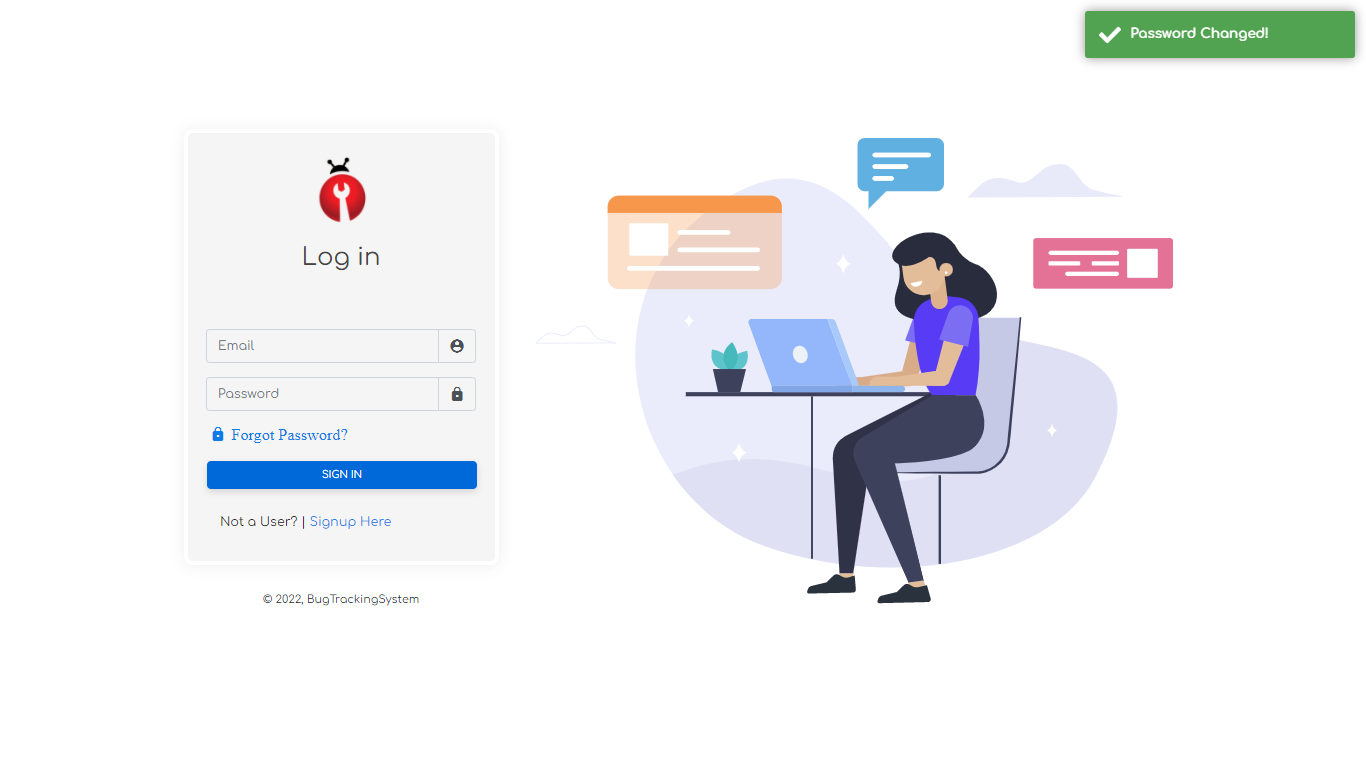 Password Changed!
Log in
Email
Password
Forgot Password?
SIGN IN
Not a User? | Signup Here
© 2022, BugTrackingSystem